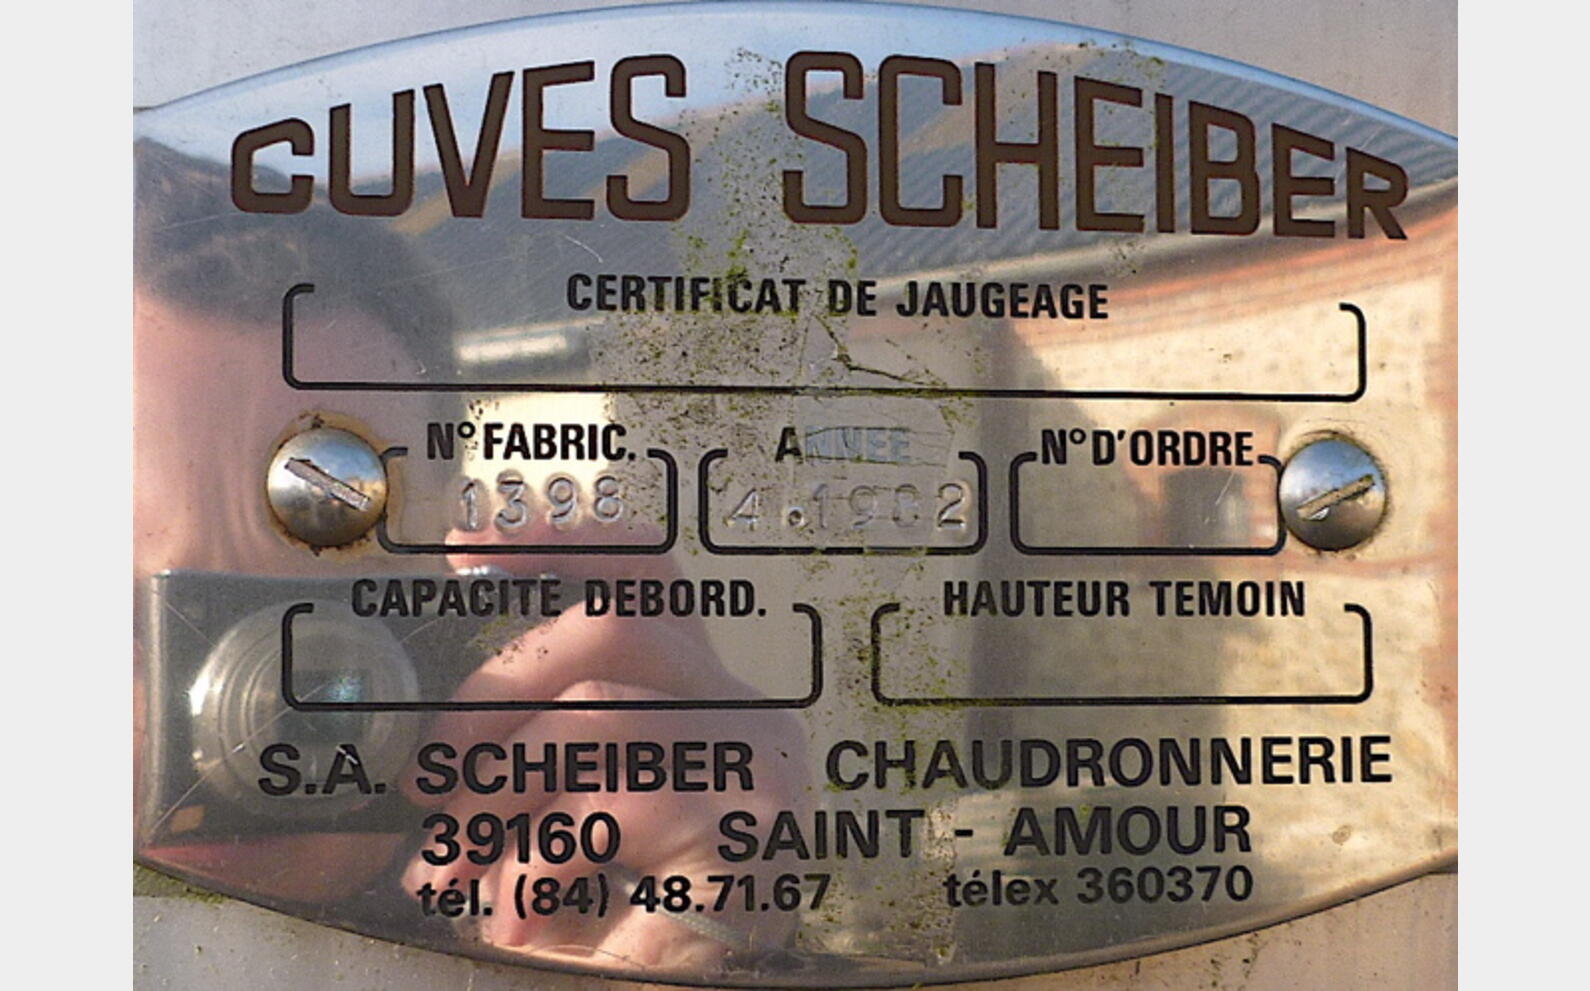 CUVES SCHEIBER
CERTIFICAT DE JAUGEAGE
N° FABRIC. ANNEE N° D'ORDRE
1398
CAPACITE DEBORD. HAUTEUR TEMOIN
S.A. SCHEIBER CHAUDRONNERIE
39160 SAINT - AMOUR
tél. (84) 48.71.67 télex 360370